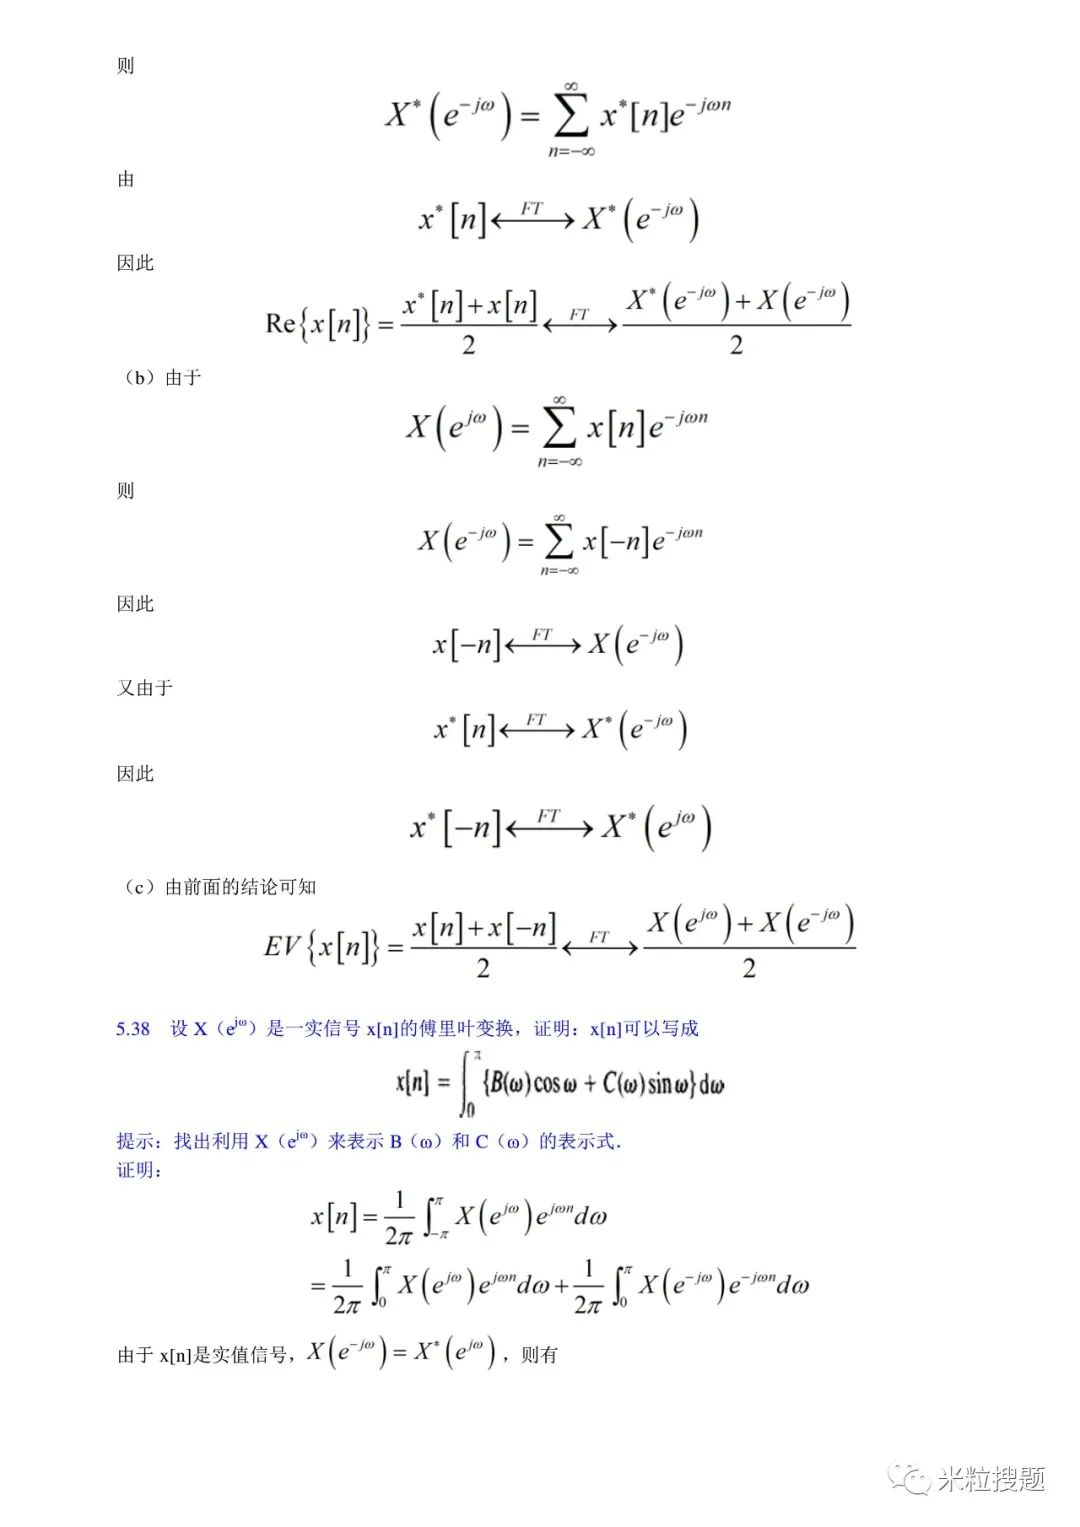 则
X*(e^{-jω}) = ∑_{n=-∞}^{∞} x*[n]e^{-jωn}
由
x*[n] ⟷^{FT} X*(e^{-jω})
因此
Re{x[n]} = (x*[n]+x[n])/2 ⟷^{FT} (X*(e^{-jω})+X(e^{-jω}))/2
（b）由于
X(e^{jω}) = ∑_{n=-∞}^{∞} x[n]e^{-jωn}
则
X(e^{-jω}) = ∑_{n=-∞}^{∞} x[-n]e^{-jωn}
因此
x[-n] ⟷^{FT} X(e^{-jω})
又由于
x*[n] ⟷^{FT} X*(e^{-jω})
因此
x*[-n] ⟷^{FT} X*(e^{jω})
（c）由前面的结论可知
EV{x[n]} = (x[n]+x[-n])/2 ⟷^{FT} (X(e^{jω})+X(e^{-jω}))/2
5.38 设 X（e^{jω}）是一实信号 x[n]的傅里叶变换，证明：x[n]可以写成
x[n] = ∫_0^π {B(ω)cosω + C(ω)sinω}dω
提示：找出利用 X（e^{jω}）来表示 B（ω）和 C（ω）的表示式．
证明：
x[n] = 1/2π ∫_{-π}^{π} X(e^{jω})e^{jωn}dω
= 1/2π ∫_0^π X(e^{jω})e^{jωn}dω + 1/2π ∫_0^π X(e^{-jω})e^{-jωn}dω
由于 x[n]是实值信号，X(e^{-jω}) = X*(e^{jω})，则有
米粒搜题